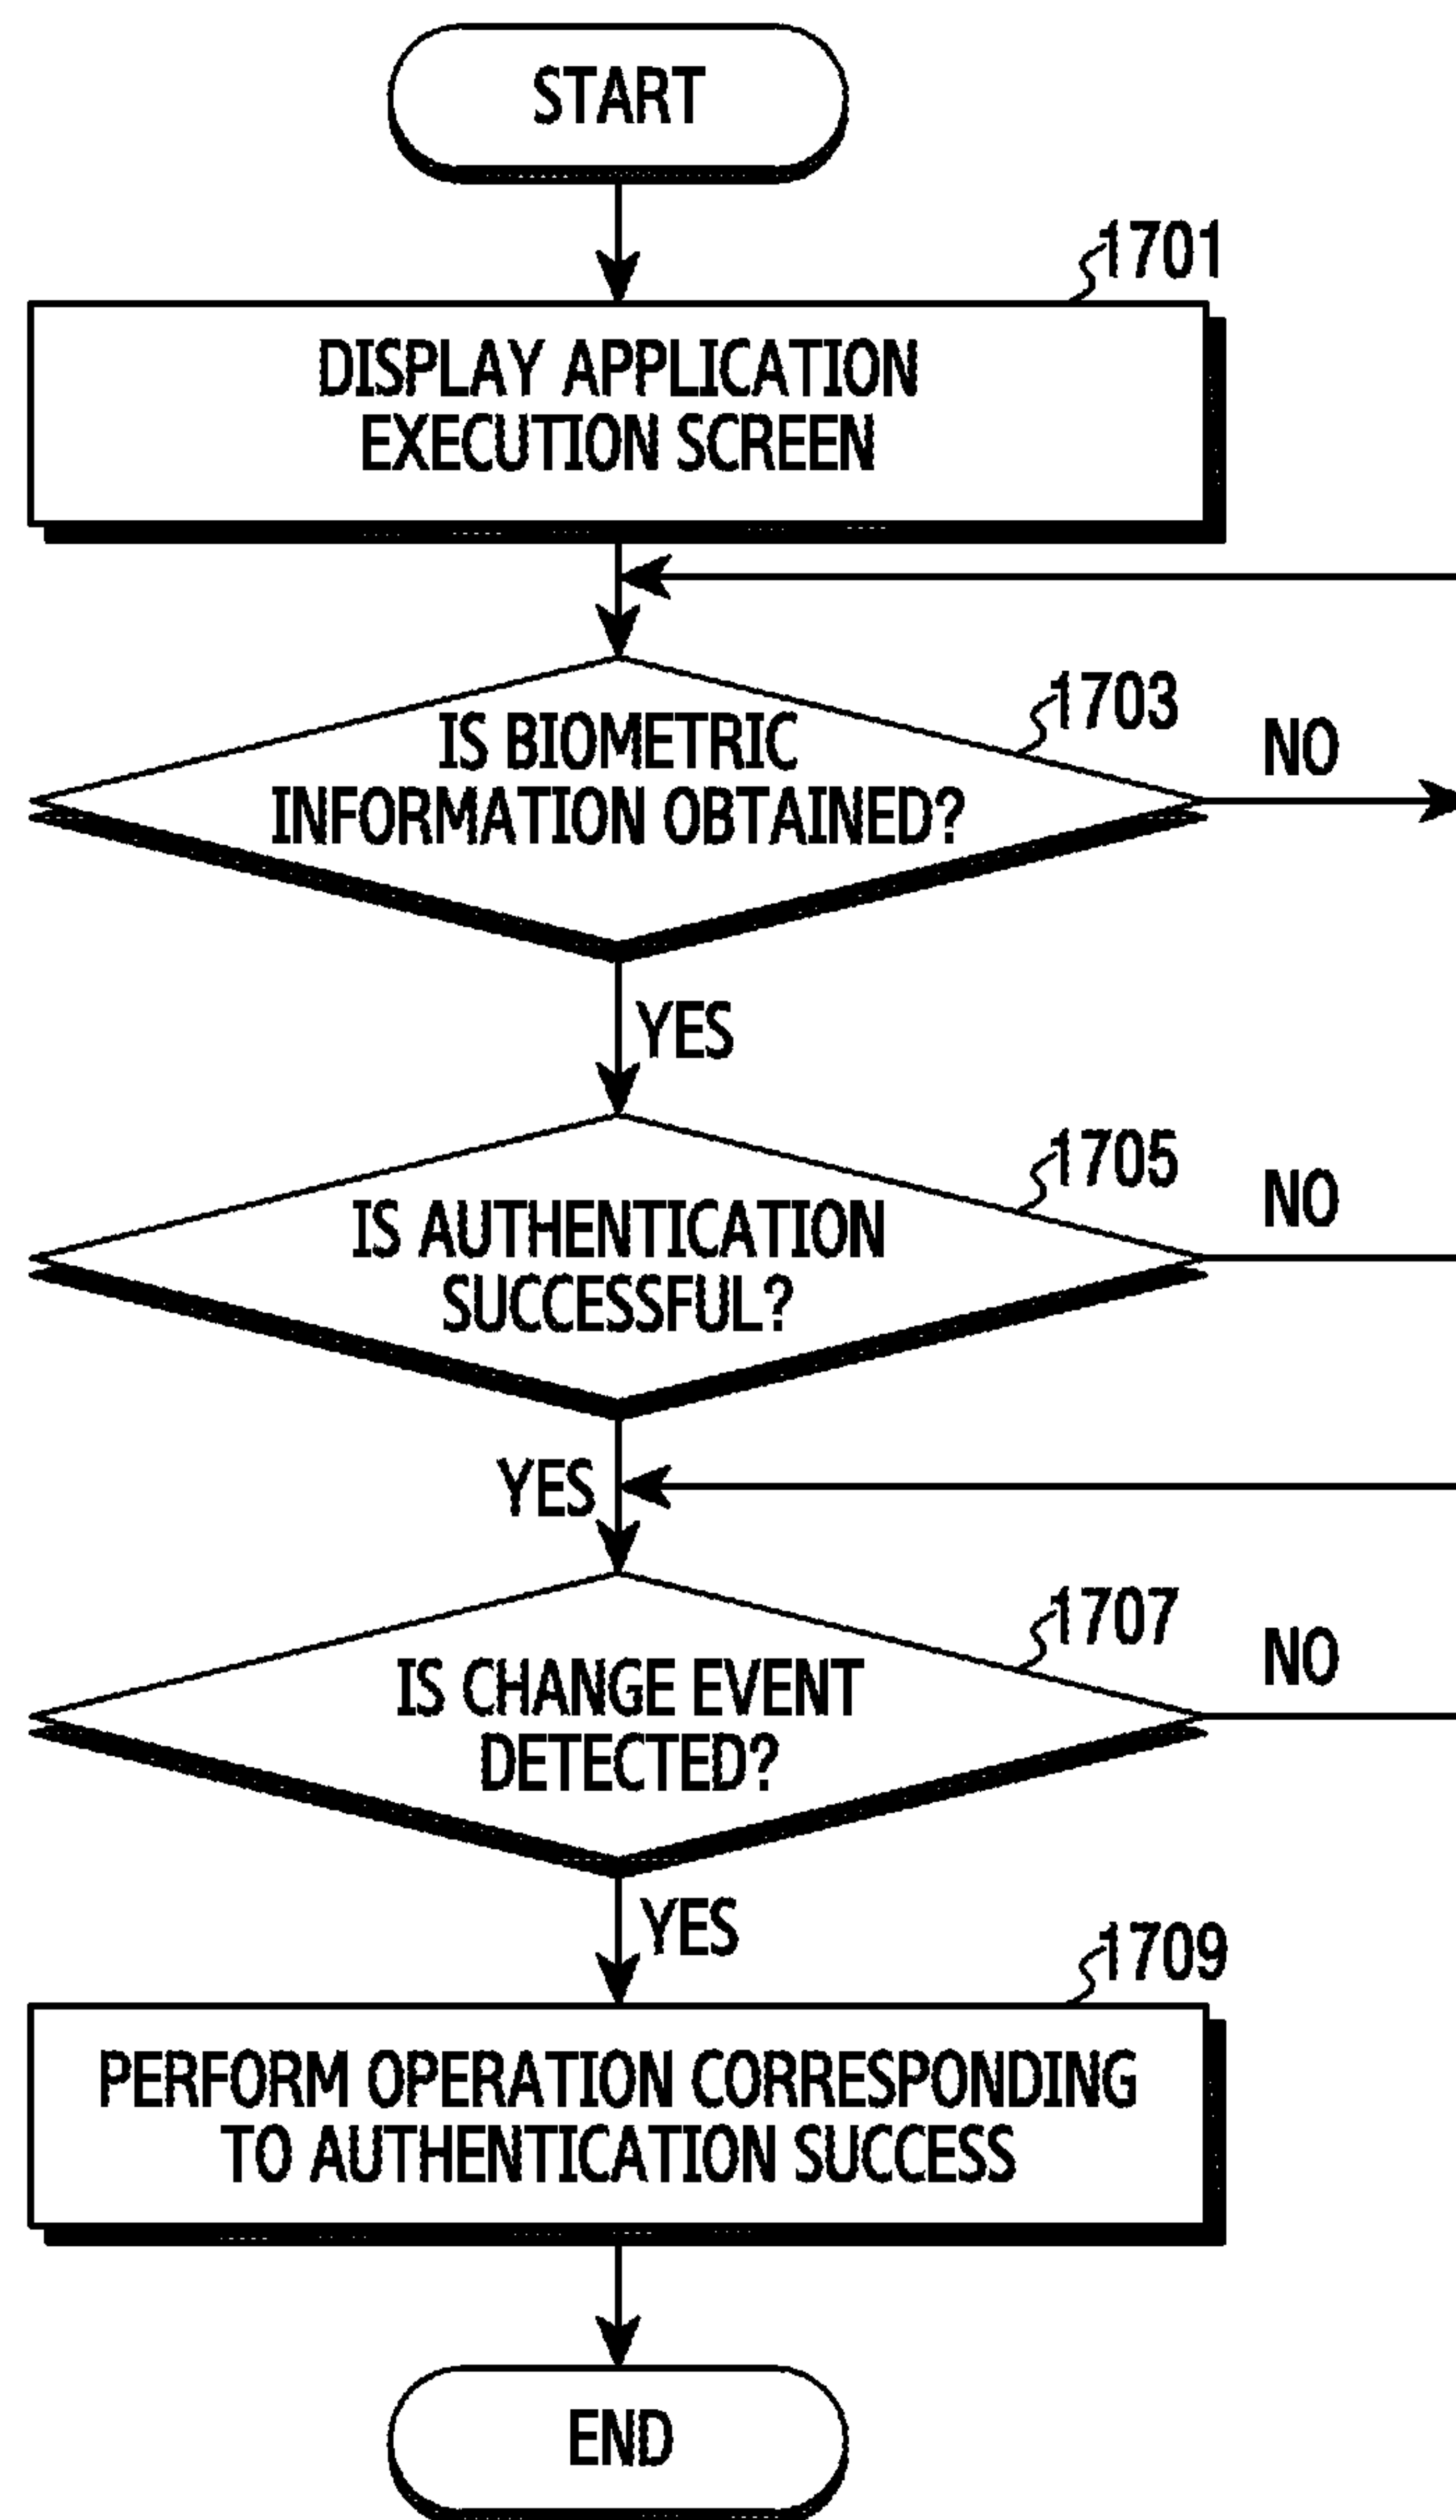 START
1701
DISPLAY APPLICATION
EXECUTION SCREEN
1703
IS BIOMETRIC
INFORMATION OBTAINED?
NO
YES
1705
IS AUTHENTICATION
SUCCESSFUL?
NO
YES
1707
IS CHANGE EVENT
DETECTED?
NO
YES
1709
PERFORM OPERATION CORRESPONDING
TO AUTHENTICATION SUCCESS
END